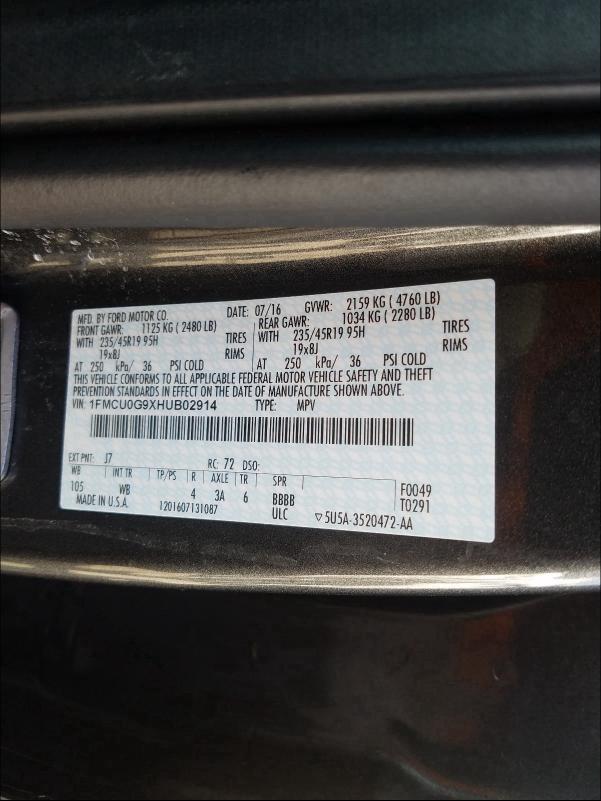 MFD. BY FORD MOTOR CO. DATE: 07/16 GVWR: 2159 KG ( 4760 LB)
FRONT GAWR: 1125 KG ( 2480 LB) REAR GAWR: 1034 KG ( 2280 LB)
WITH 235/45R19 95H TIRES WITH 235/45R19 95H TIRES
19x8J RIMS 19x8J RIMS
AT 250 kPa/ 36 PSI COLD AT 250 kPa/ 36 PSI COLD
THIS VEHICLE CONFORMS TO ALL APPLICABLE FEDERAL MOTOR VEHICLE SAFETY AND THEFT
PREVENTION STANDARDS IN EFFECT ON THE DATE OF MANUFACTURE SHOWN ABOVE.
VIN: 1FMCU0G9XHUB02914 TYPE: MPV
EXT PNT: J7 RC: 72 DSO:
WB INT TR TP/PS R AXLE TR SPR
105 WB 4 3A 6 BBBB F0049
MADE IN U.S.A. 1201607131087 ULC ▽5U5A-3520472-AA T0291